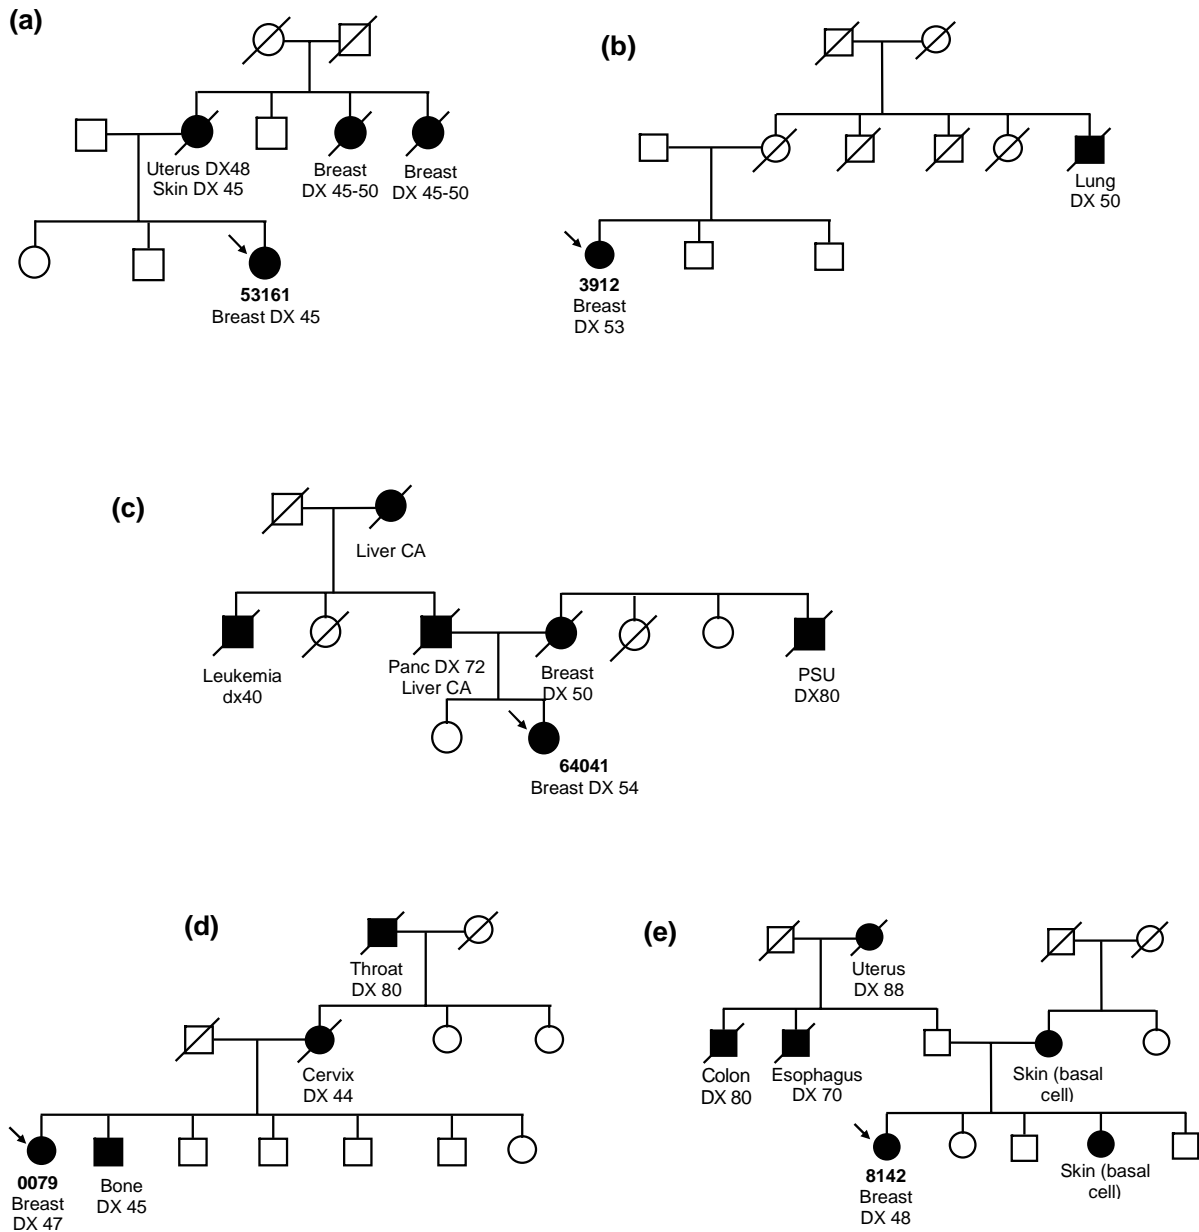 (a)
Uterus DX48
Skin DX 45
Breast
DX 45-50
Breast
DX 45-50
53161
Breast DX 45
(b)
Lung
DX 50
3912
Breast
DX 53
(c)
Liver CA
Leukemia
dx40
Panc DX 72
Liver CA
Breast
DX 50
PSU
DX80
64041
Breast DX 54
(d)
Throat
DX 80
Cervix
DX 44
0079
Breast
DX 47
Bone
DX 45
(e)
Uterus
DX 88
Colon
DX 80
Esophagus
DX 70
Skin (basal
cell)
8142
Breast
DX 48
Skin (basal
cell)